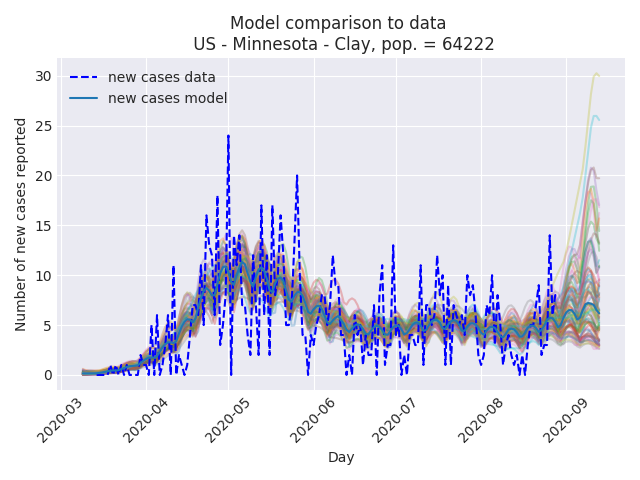 Model comparison to data
US - Minnesota - Clay, pop. = 64222
new cases data
new cases model
Number of new cases reported
30
25
20
15
10
5
0
2020-03
2020-04
2020-05
2020-06
2020-07
2020-08
2020-09
Day